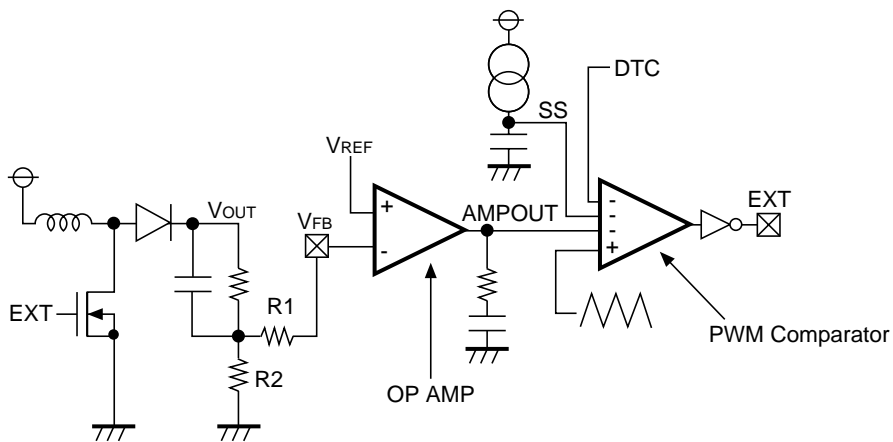 DTC
SS
VREF
EXT
VOUT
VFB
AMPOUT
+
-
-
-
-
+
R1
EXT
R2
PWM Comparator
OP AMP